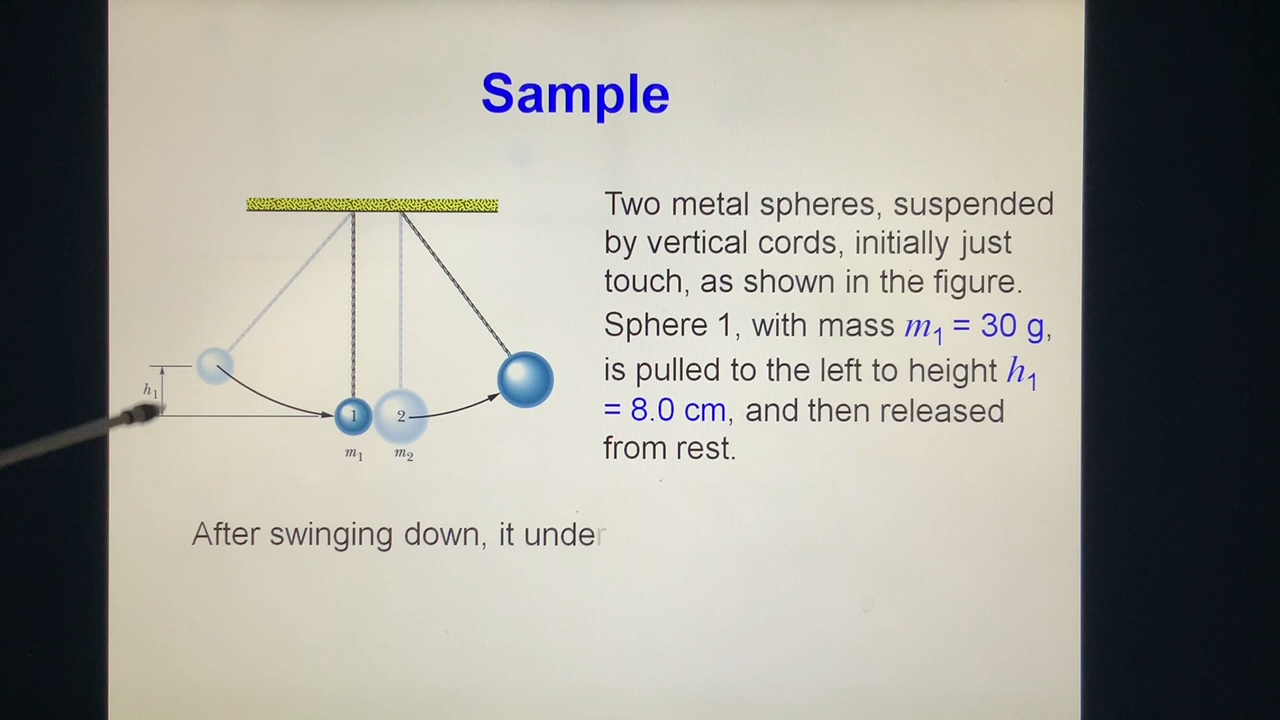 Sample
Two metal spheres, suspended
by vertical cords, initially just
touch, as shown in the figure.
Sphere 1, with mass m₁ = 30 g,
is pulled to the left to height h₁
= 8.0 cm, and then released
from rest.
h₁
1
2
m₁
m₂
After swinging down, it under